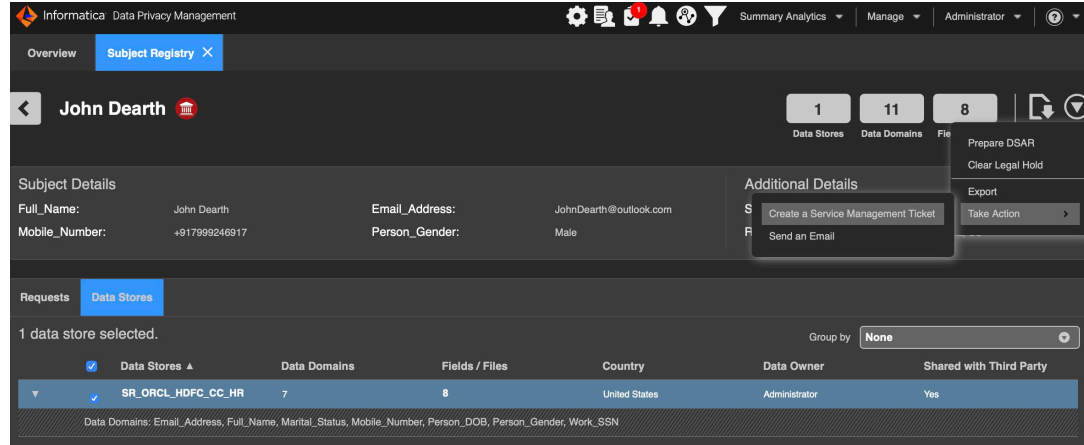 Informatica Data Privacy Management 1 Summary Analytics Manage Administrator
Overview Subject Registry
John Dearth
1 11 8
Data Stores Data Domains Fie
Prepare DSAR
Clear Legal Hold
Export
Take Action
Create a Service Management Ticket
Send an Email
Subject Details Additional Details
Full_Name: John Dearth Email_Address: JohnDearth@outlook.com S
Mobile_Number: +917999246917 Person_Gender: Male
Requests Data Stores
1 data store selected. Group by None
Data Stores Data Domains Fields / Files Country Data Owner Shared with Third Party
SR_ORCL_HDFC_CC_HR 7 8 United States Administrator Yes
Data Domains: Email_Address, Full_Name, Marital_Status, Mobile_Number, Person_DOB, Person_Gender, Work_SSN